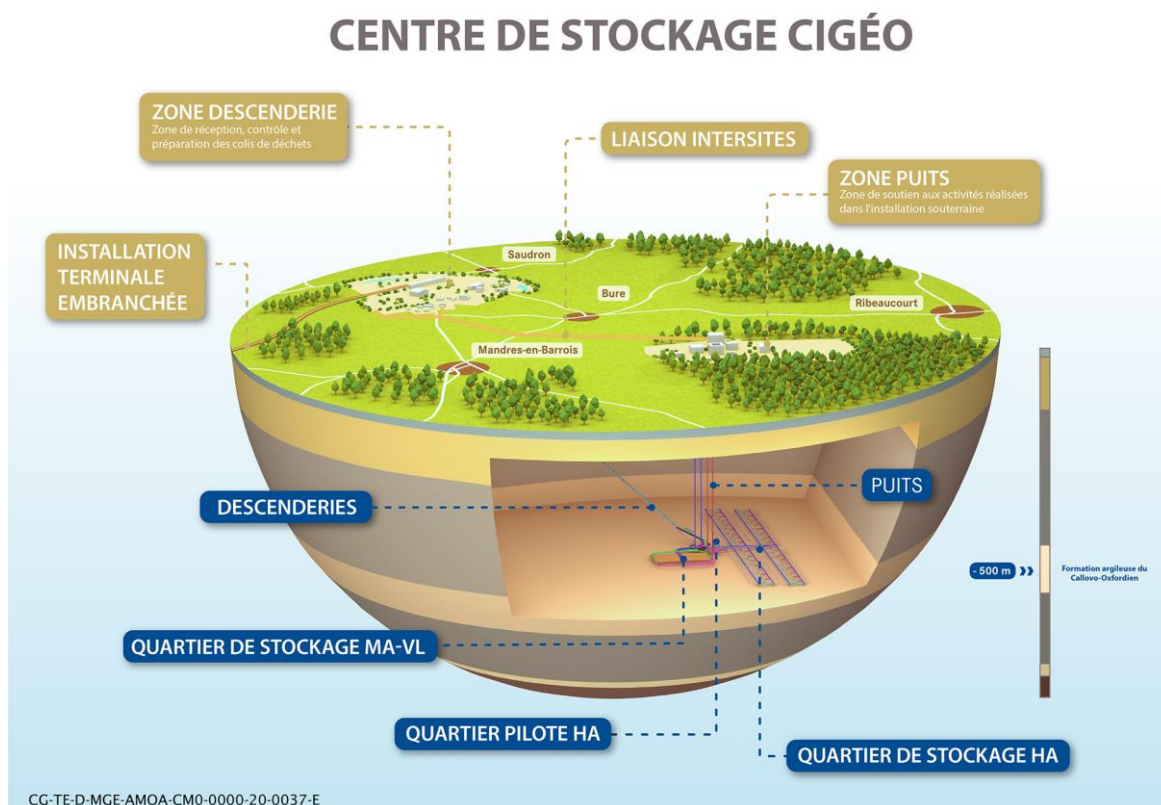 CENTRE DE STOCKAGE CIGÉO
ZONE DESCENDERIE
Zone de réception, contrôle et
préparation des colis de déchets
LIAISON INTERSITES
ZONE PUITS
Zone de soutien aux activités réalisées
dans l'installation souterraine
INSTALLATION
TERMINALE
EMBRANCHÉE
Saudron
Bure
Ribeaucourt
Mandres-en-Barrois
DESCENDERIES
PUITS
- 500 m
Formation argileuse du
Callovo-Oxfordien
QUARTIER DE STOCKAGE MA-VL
QUARTIER PILOTE HA
QUARTIER DE STOCKAGE HA
CG-TE-D-MGE-AMOA-CM0-0000-20-0037-E